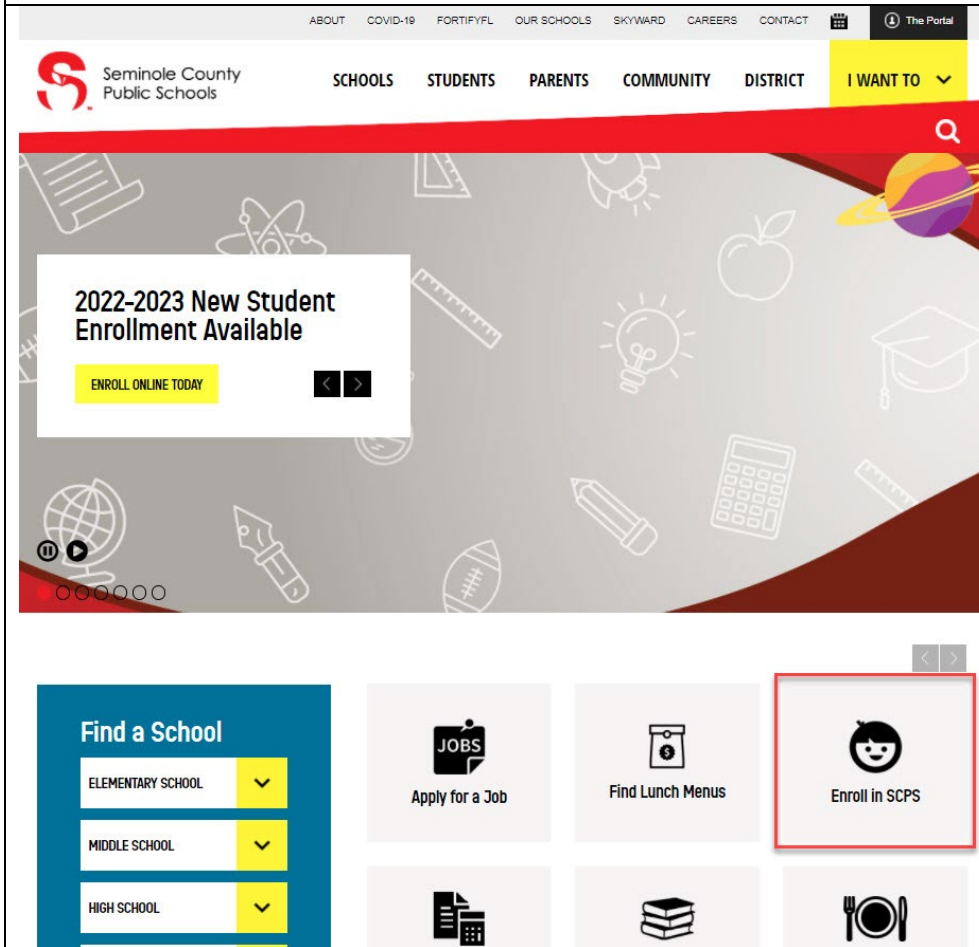 ABOUT COVID-19 FORTIFYFL OUR SCHOOLS SKYWARD CAREERS CONTACT The Portal
Seminole County
Public Schools
SCHOOLS STUDENTS PARENTS COMMUNITY DISTRICT I WANT TO
2022-2023 New Student
Enrollment Available
ENROLL ONLINE TODAY
Find a School
ELEMENTARY SCHOOL
MIDDLE SCHOOL
HIGH SCHOOL
JOBS
Apply for a Job
Find Lunch Menus
Enroll in SCPS